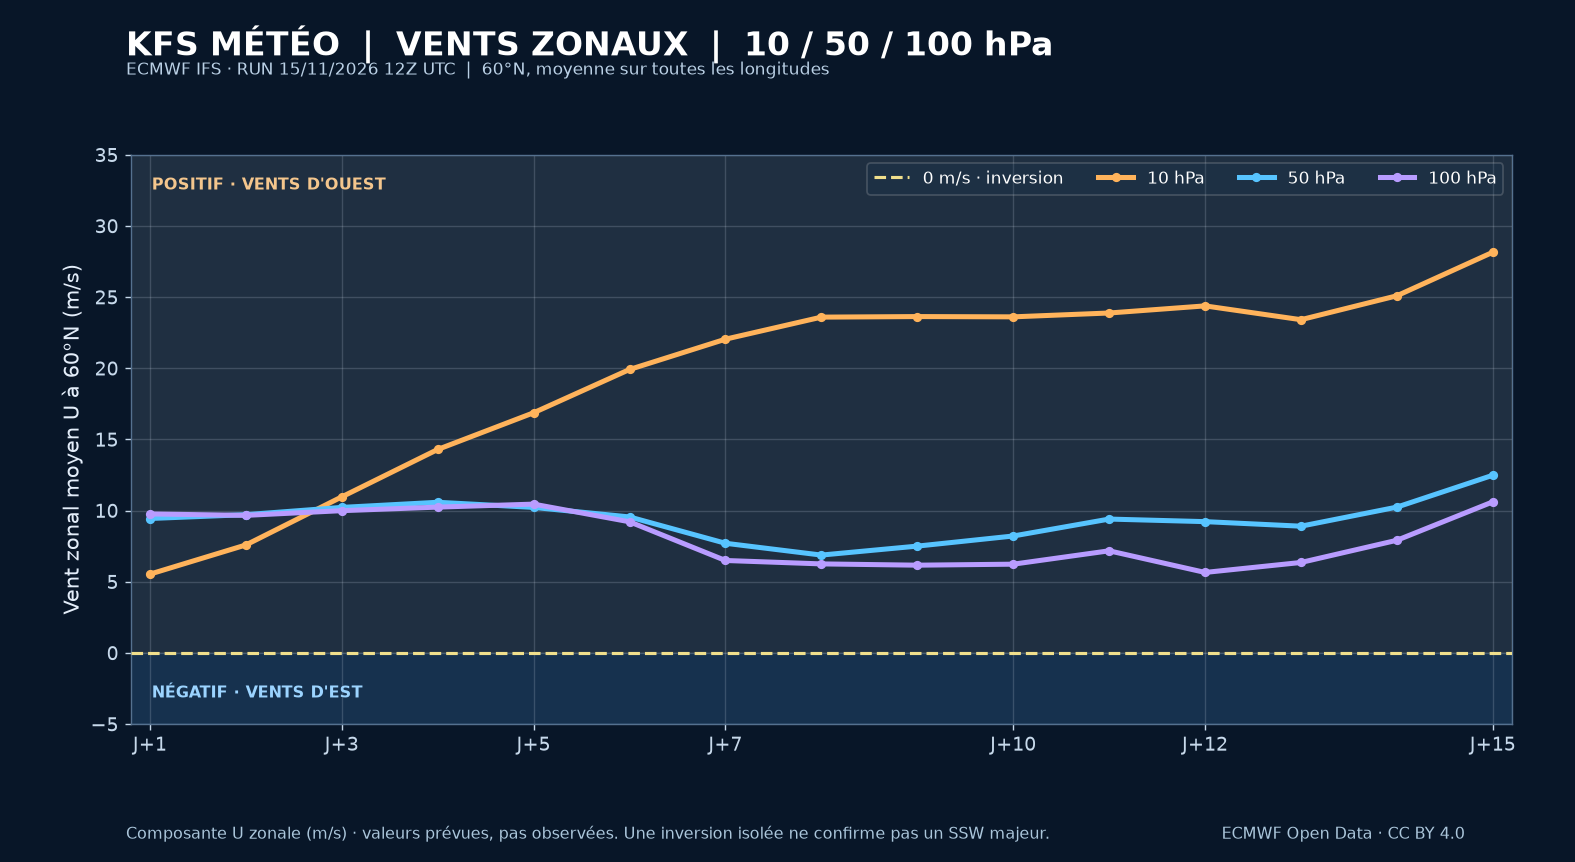 KFS MÉTÉO | VENTS ZONAUX | 10 / 50 / 100 hPa
ECMWF IFS · RUN 15/11/2026 12Z UTC | 60°N, moyenne sur toutes les longitudes
POSITIF · VENTS D'OUEST
0 m/s · inversion
10 hPa
50 hPa
100 hPa
Vent zonal moyen U à 60°N (m/s)
35
30
25
20
15
10
5
0
−5
NÉGATIF · VENTS D'EST
J+1
J+3
J+5
J+7
J+10
J+12
J+15
Composante U zonale (m/s) · valeurs prévues, pas observées. Une inversion isolée ne confirme pas un SSW majeur.
ECMWF Open Data · CC BY 4.0